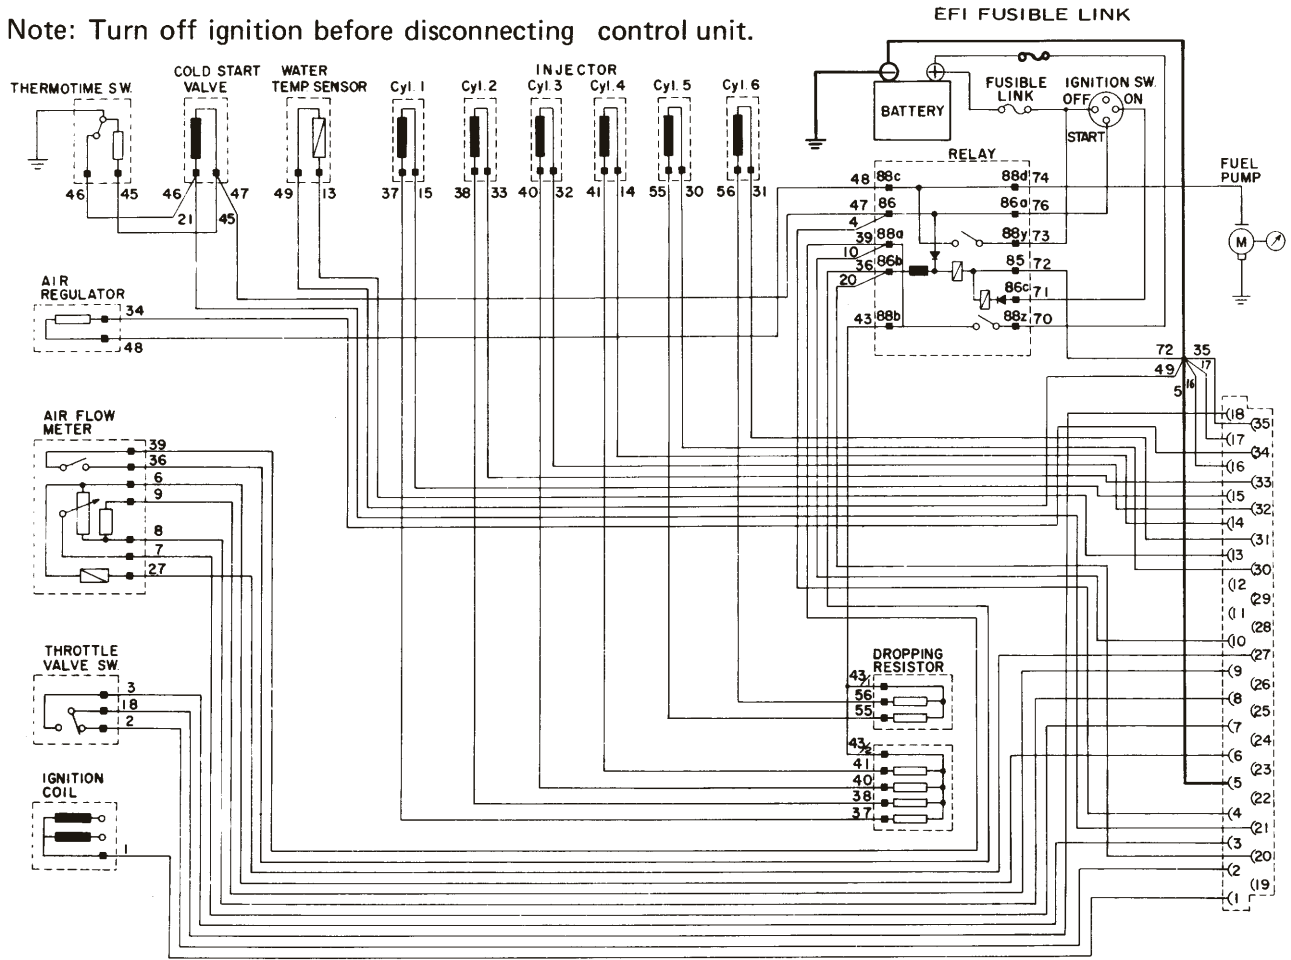 EFI FUSIBLE LINK
Note: Turn off ignition before disconnecting control unit.
THERMOTIME SW.
COLD START
VALVE
WATER
TEMP SENSOR
INJECTOR
Cyl. 1
Cyl. 2
Cyl. 3
Cyl. 4
Cyl. 5
Cyl. 6
BATTERY
FUSIBLE
LINK
IGNITION SW.
OFF
ON
START
46
45
46
47
21
45
49
13
37
15
38
33
40
32
41
14
55
30
56
31
RELAY
48
88c
88d
74
47
86
86a
76
4
39
88a
88y
73
10
36
86b
85
72
20
86c
71
43
88b
88z
70
FUEL
PUMP
M
AIR
REGULATOR
34
48
72
35
49
17
16
5
AIR FLOW
METER
39
36
6
9
8
7
27
THROTTLE
VALVE SW.
3
18
2
IGNITION
COIL
1
DROPPING
RESISTOR
43/1
56
55
43/2
41
40
38
37
(18
(35
(17
(34
(16
(33
(15
(32
(14
(31
(13
(30
(12
(29
(11
(28
(10
(27
(9
(26
(8
(25
(7
(24
(6
(23
(5
(22
(4
(21
(3
(20
(2
(19
(1